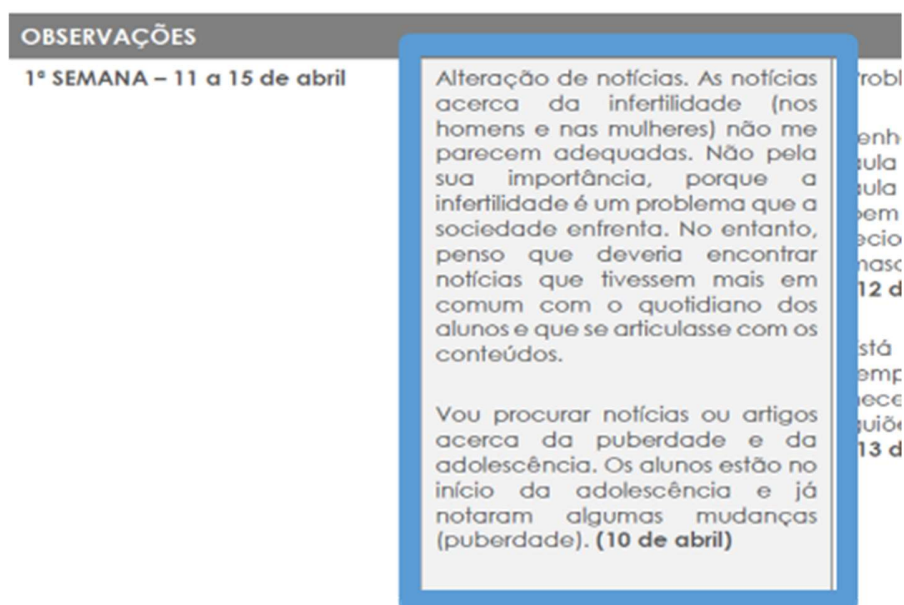 OBSERVAÇÕES
1ª SEMANA – 11 a 15 de abril
Alteração de notícias. As notícias
acerca da infertilidade (nos
homens e nas mulheres) não me
parecem adequadas. Não pela
sua importância, porque a
infertilidade é um problema que a
sociedade enfrenta. No entanto,
penso que deveria encontrar
notícias que tivessem mais em
comum com o quotidiano dos
alunos e que se articulasse com os
conteúdos.
Vou procurar notícias ou artigos
acerca da puberdade e da
adolescência. Os alunos estão no
início da adolescência e já
notaram algumas mudanças
(puberdade). (10 de abril)